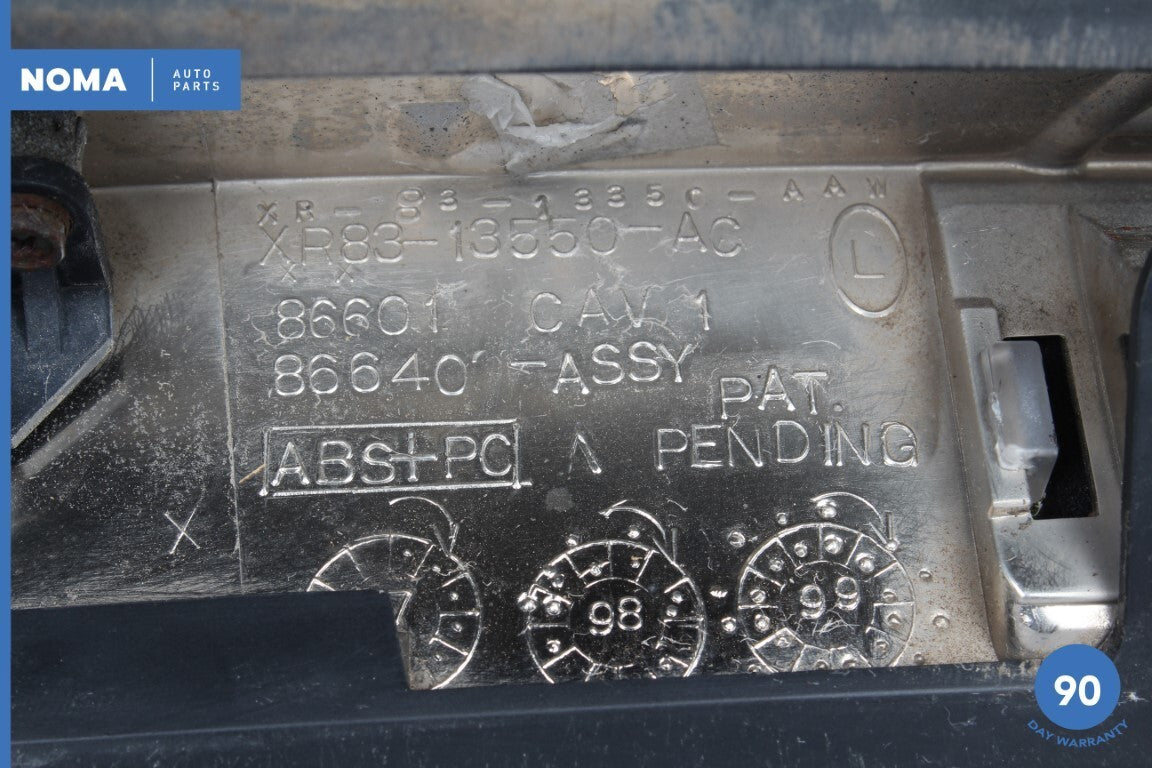 NOMA
AUTO
PARTS
XR83-13550-AC
L
86601 CAV 1
86640 -ASSY
PAT.
ABS+PC
PENDING
X
98
99
90
DAY WARRANTY